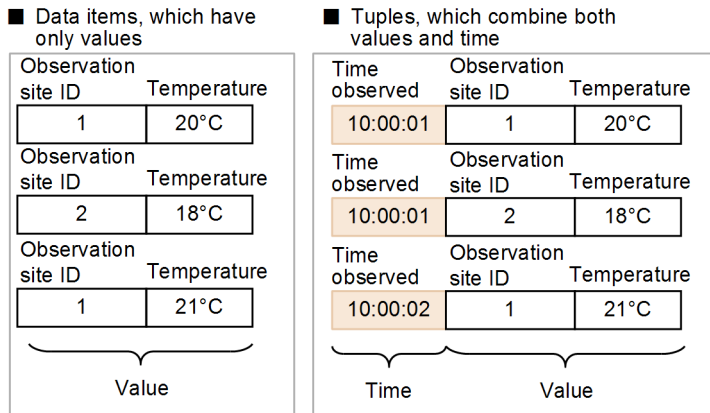 ■ Data items, which have
only values
Observation
site ID Temperature
1 20°C
Observation
site ID Temperature
2 18°C
Observation
site ID Temperature
1 21°C
Value
■ Tuples, which combine both
values and time
Time
observed Observation
site ID Temperature
10:00:01 1 20°C
Time
observed Observation
site ID Temperature
10:00:01 2 18°C
Time
observed Observation
site ID Temperature
10:00:02 1 21°C
Time Value